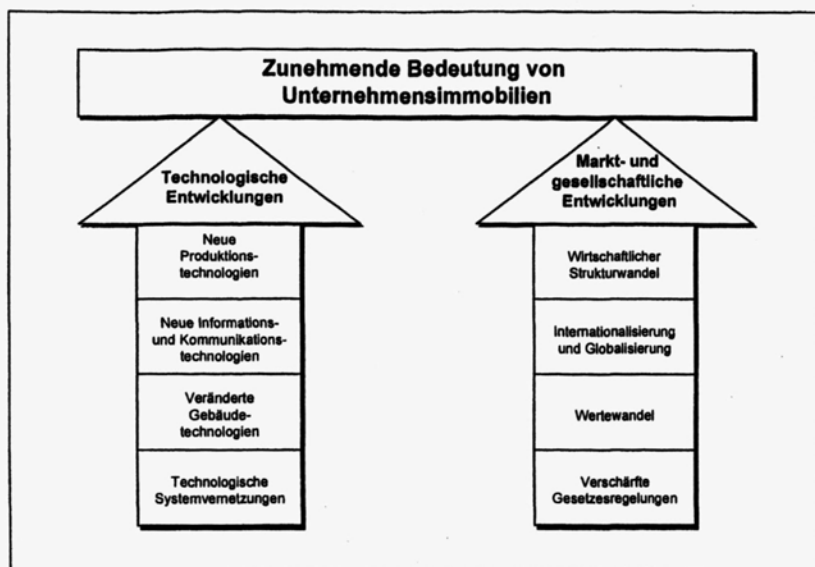 Zunehmende Bedeutung von
Unternehmensimmobilien
Technologische
Entwicklungen
Neue
Produktions-
technologien
Neue Informations-
und Kommunikations-
technologien
Veränderte
Gebäude-
technologien
Technologische
Systemvernetzungen
Markt- und
gesellschaftliche
Entwicklungen
Wirtschaftlicher
Strukturwandel
Internationalisierung
und Globalisierung
Wertewandel
Verschärfte
Gesetzesregelungen